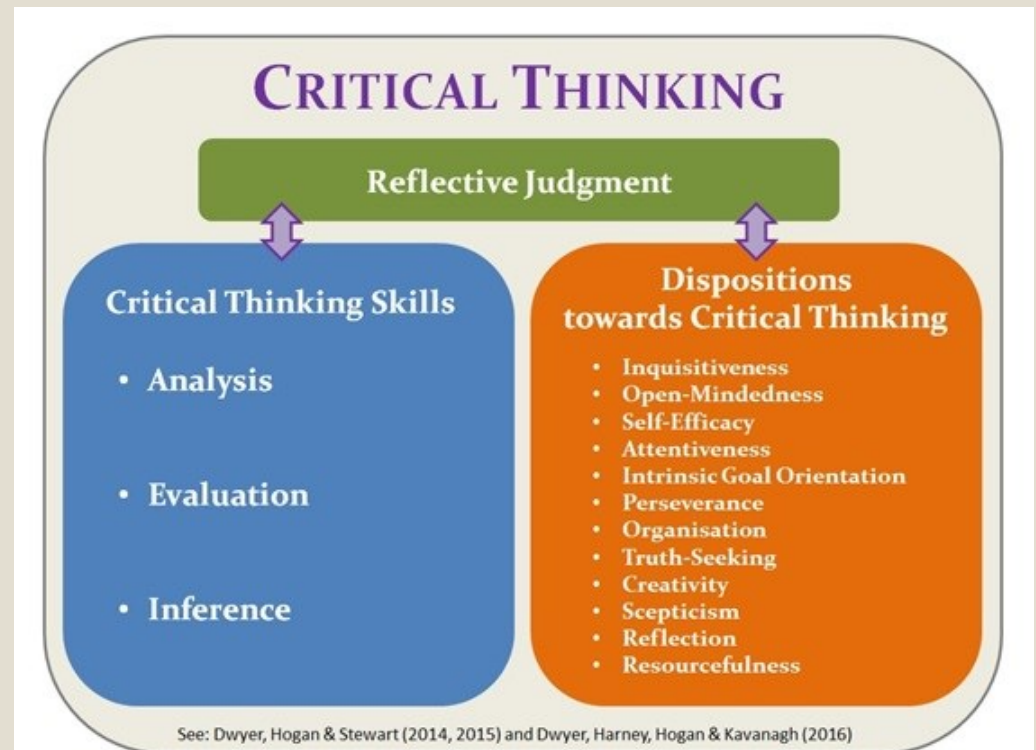 CRITICAL THINKING
Reflective Judgment
Critical Thinking Skills
• Analysis
• Evaluation
• Inference
Dispositions
towards Critical Thinking
• Inquisitiveness
• Open-Mindedness
• Self-Efficacy
• Attentiveness
• Intrinsic Goal Orientation
• Perseverance
• Organisation
• Truth-Seeking
• Creativity
• Scepticism
• Reflection
• Resourcefulness
See: Dwyer, Hogan & Stewart (2014, 2015) and Dwyer, Harney, Hogan & Kavanagh (2016)